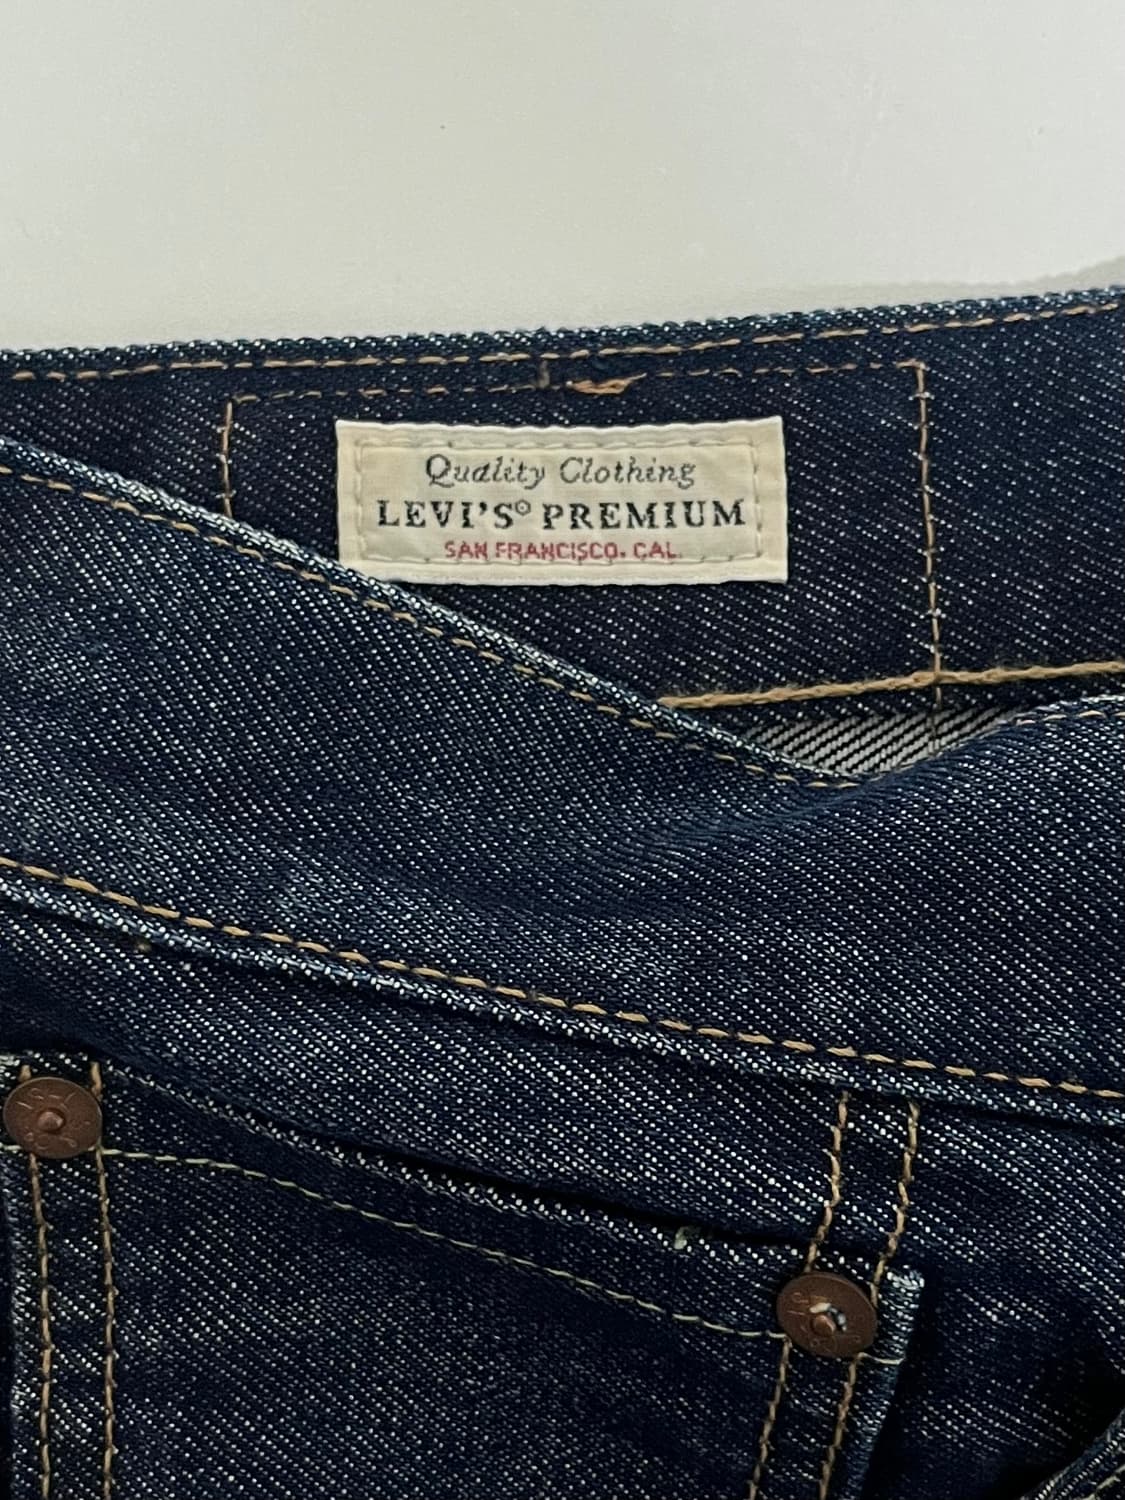 Quality Clothing
LEVI'S® PREMIUM
SAN FRANCISCO. CAL.